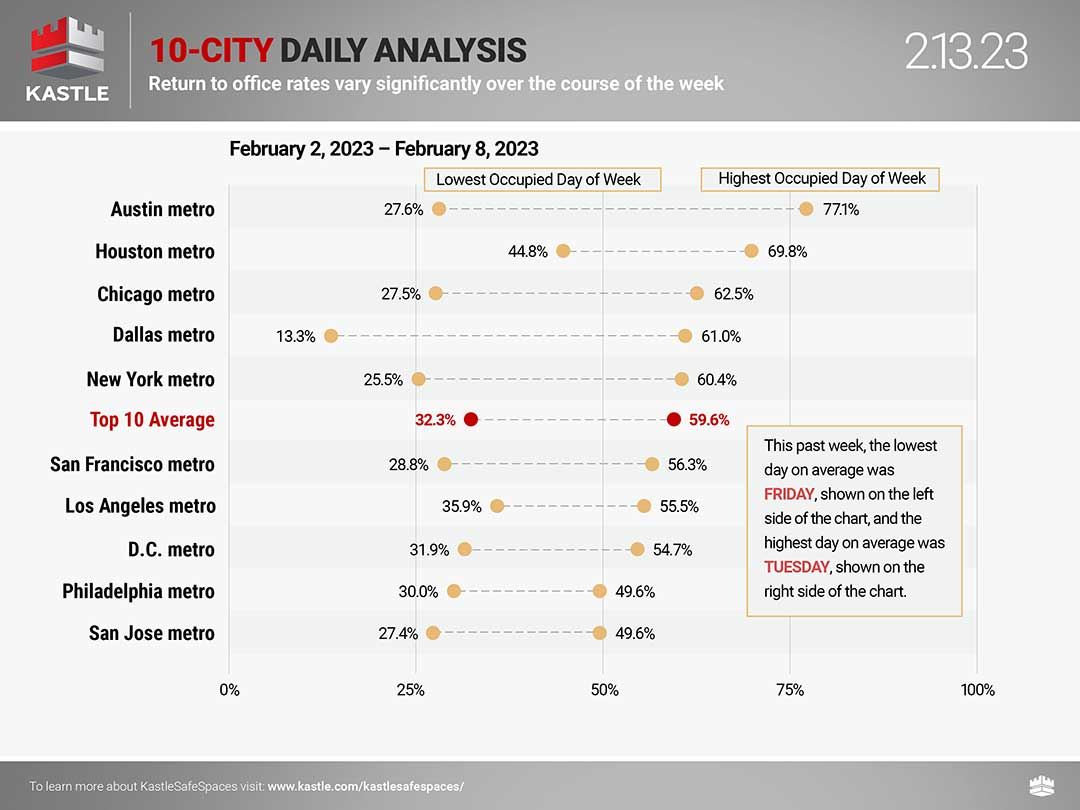 KASTLE
10-CITY DAILY ANALYSIS
Return to office rates vary significantly over the course of the week
2.13.23
February 2, 2023 – February 8, 2023
Lowest Occupied Day of Week
Highest Occupied Day of Week
Austin metro 27.6% 77.1%
Houston metro 44.8% 69.8%
Chicago metro 27.5% 62.5%
Dallas metro 13.3% 61.0%
New York metro 25.5% 60.4%
Top 10 Average 32.3% 59.6%
San Francisco metro 28.8% 56.3%
Los Angeles metro 35.9% 55.5%
D.C. metro 31.9% 54.7%
Philadelphia metro 30.0% 49.6%
San Jose metro 27.4% 49.6%
0% 25% 50% 75% 100%
This past week, the lowest
day on average was
FRIDAY, shown on the left
side of the chart, and the
highest day on average was
TUESDAY, shown on the
right side of the chart.
To learn more about KastleSafeSpaces visit: www.kastle.com/kastlesafespaces/